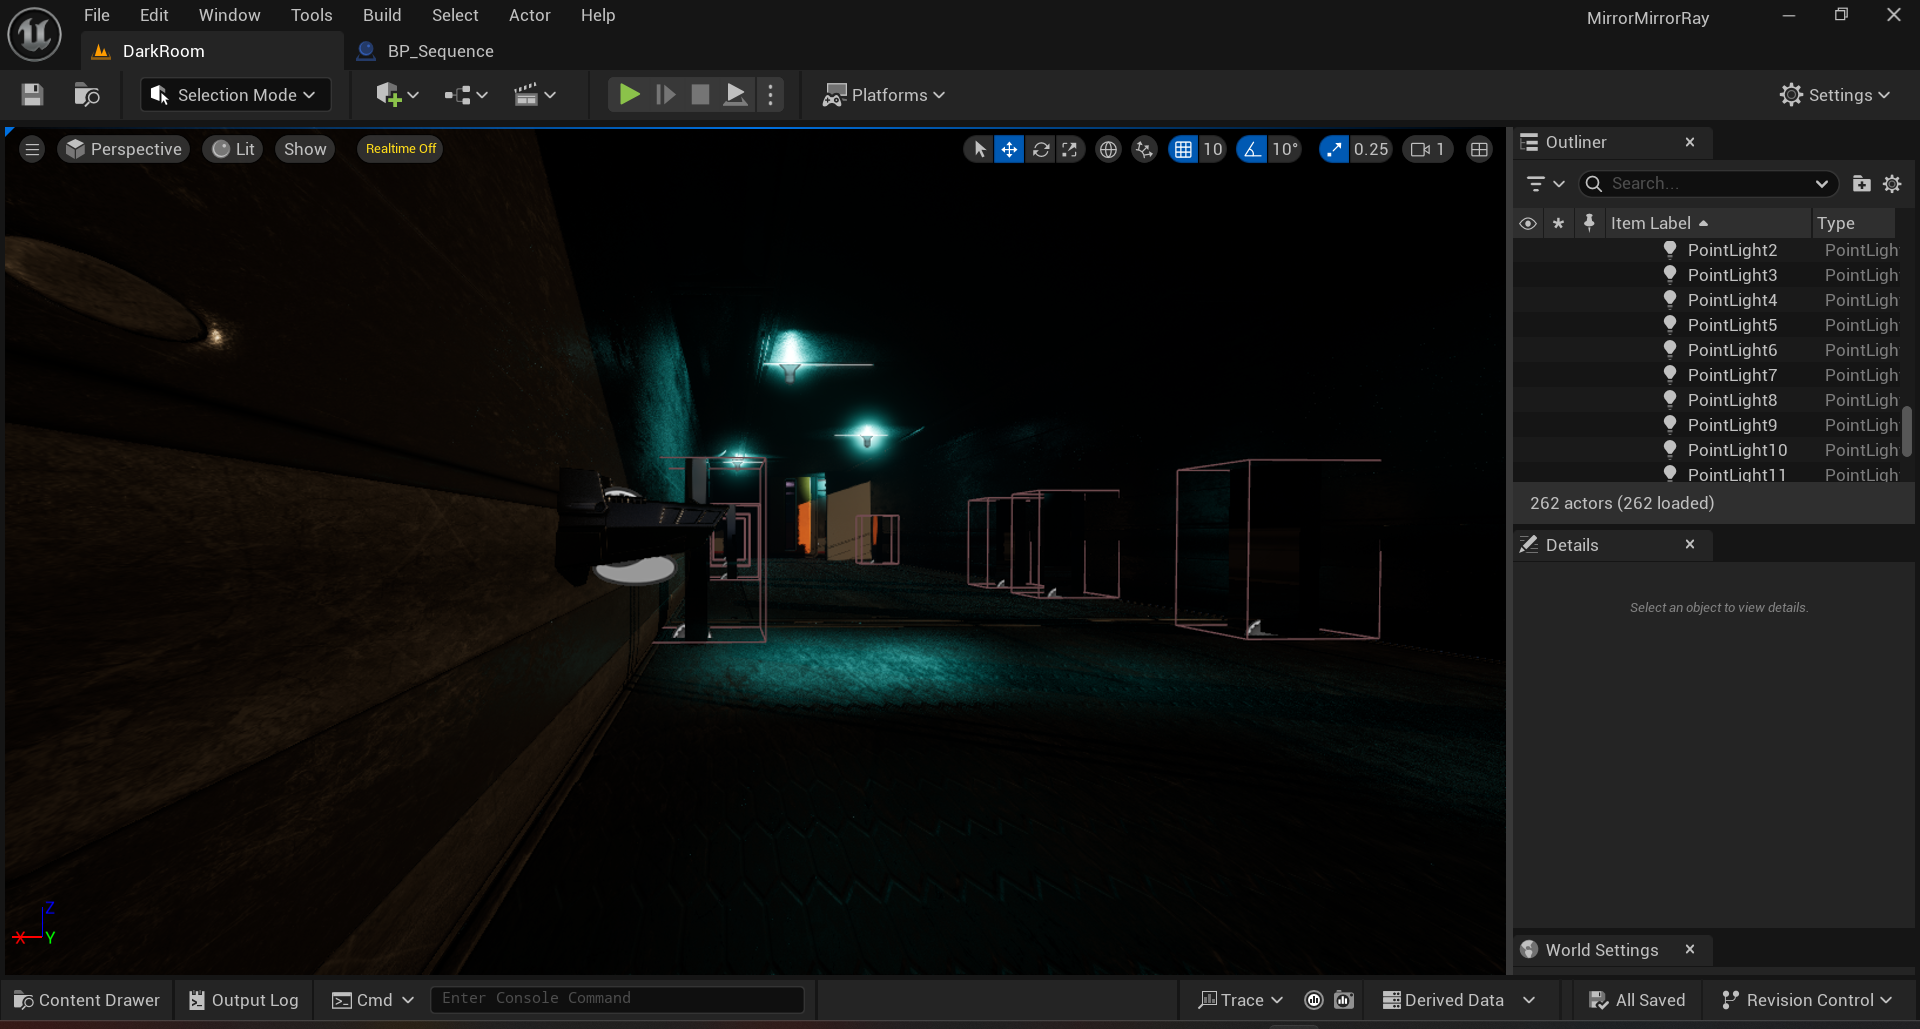 File Edit Window Tools Build Select Actor Help
MirrorMirrorRay
DarkRoom
BP_Sequence
Selection Mode
Platforms
Settings
Perspective
Lit
Show
Realtime Off
10
10°
0.25
1
Outliner
Search...
Item Label
Type
PointLight2 PointLigh
PointLight3 PointLigh
PointLight4 PointLigh
PointLight5 PointLigh
PointLight6 PointLigh
PointLight7 PointLigh
PointLight8 PointLigh
PointLight9 PointLigh
PointLight10 PointLigh
PointLight11 PointLigh
262 actors (262 loaded)
Details
Select an object to view details.
Z
X
Y
World Settings
Content Drawer
Output Log
Cmd
Enter Console Command
Trace
Derived Data
All Saved
Revision Control